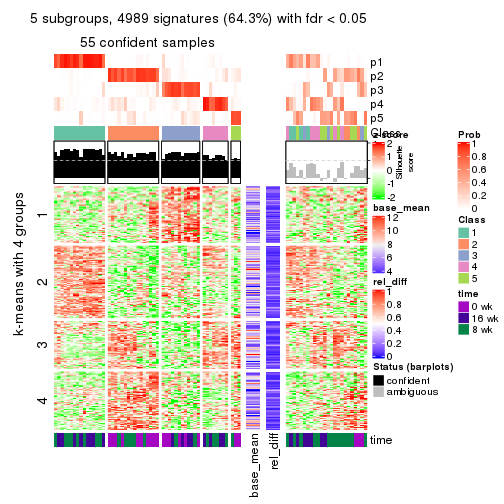 5 subgroups, 4989 signatures (64.3%) with fdr < 0.05
55 confident samples
p1
p2
p3
p4
p5
Class
Silhouette
score
k-means with 4 groups
1
2
3
4
time
base_mean
rel_diff
z-score
2
1
0
-1
-2
base_mean
12
10
8
6
4
rel_diff
1
0.8
0.6
0.4
0.2
0
Status (barplots)
confident
ambiguous
Prob
1
0.8
0.6
0.4
0.2
0
Class
1
2
3
4
5
time
0 wk
16 wk
8 wk